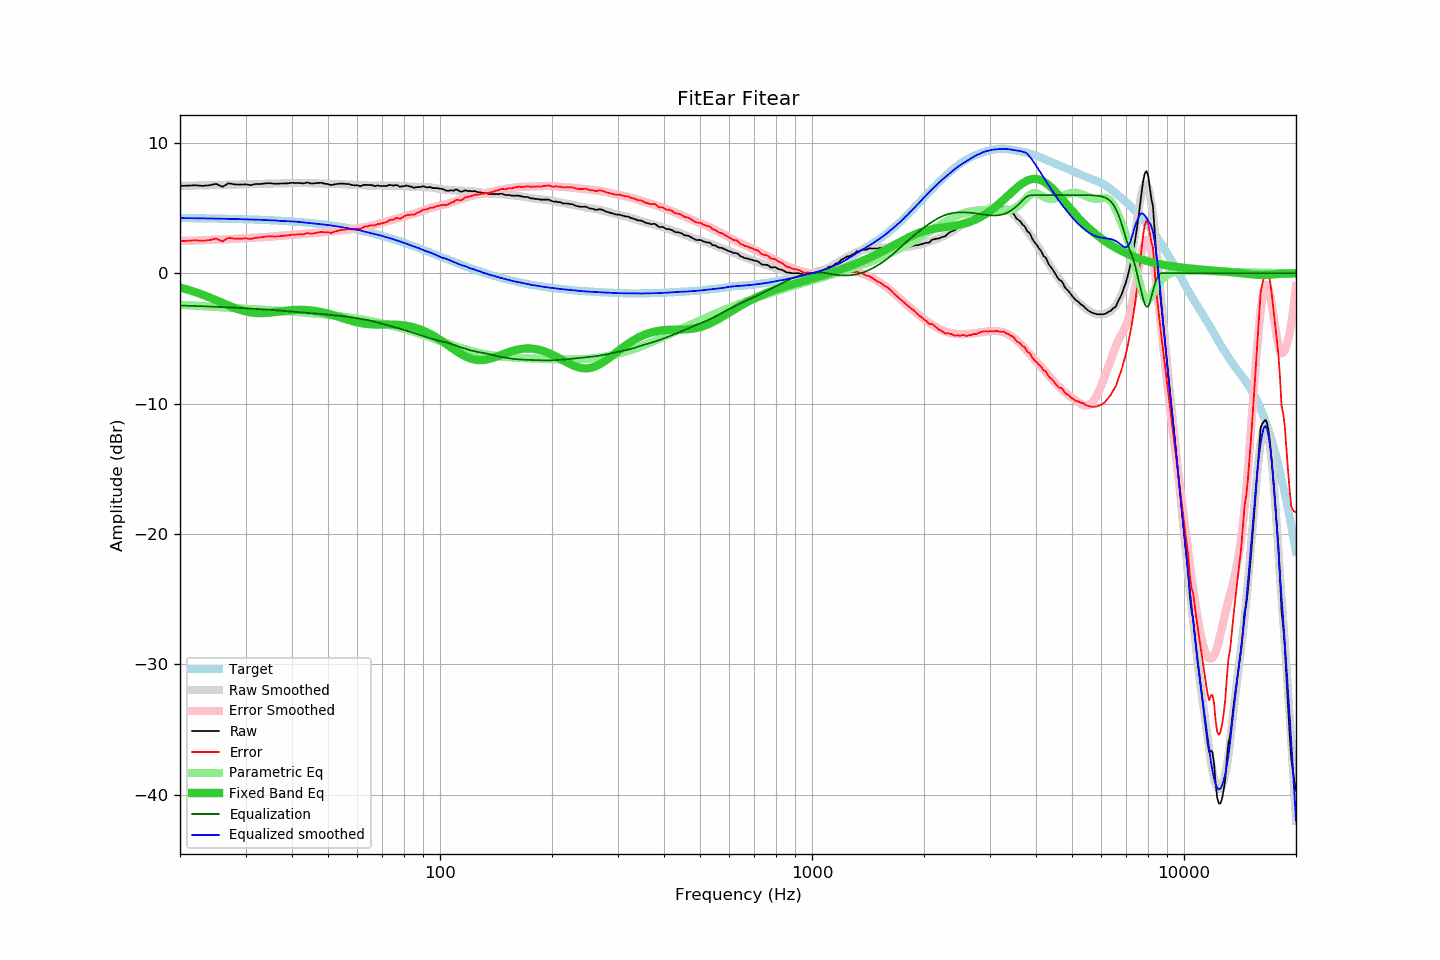 FitEar Fitear
10
0
−10
−20
−30
−40
Amplitude (dBr)
Target
Raw Smoothed
Error Smoothed
Raw
Error
Parametric Eq
Fixed Band Eq
Equalization
Equalized smoothed
100 1000 10000
Frequency (Hz)